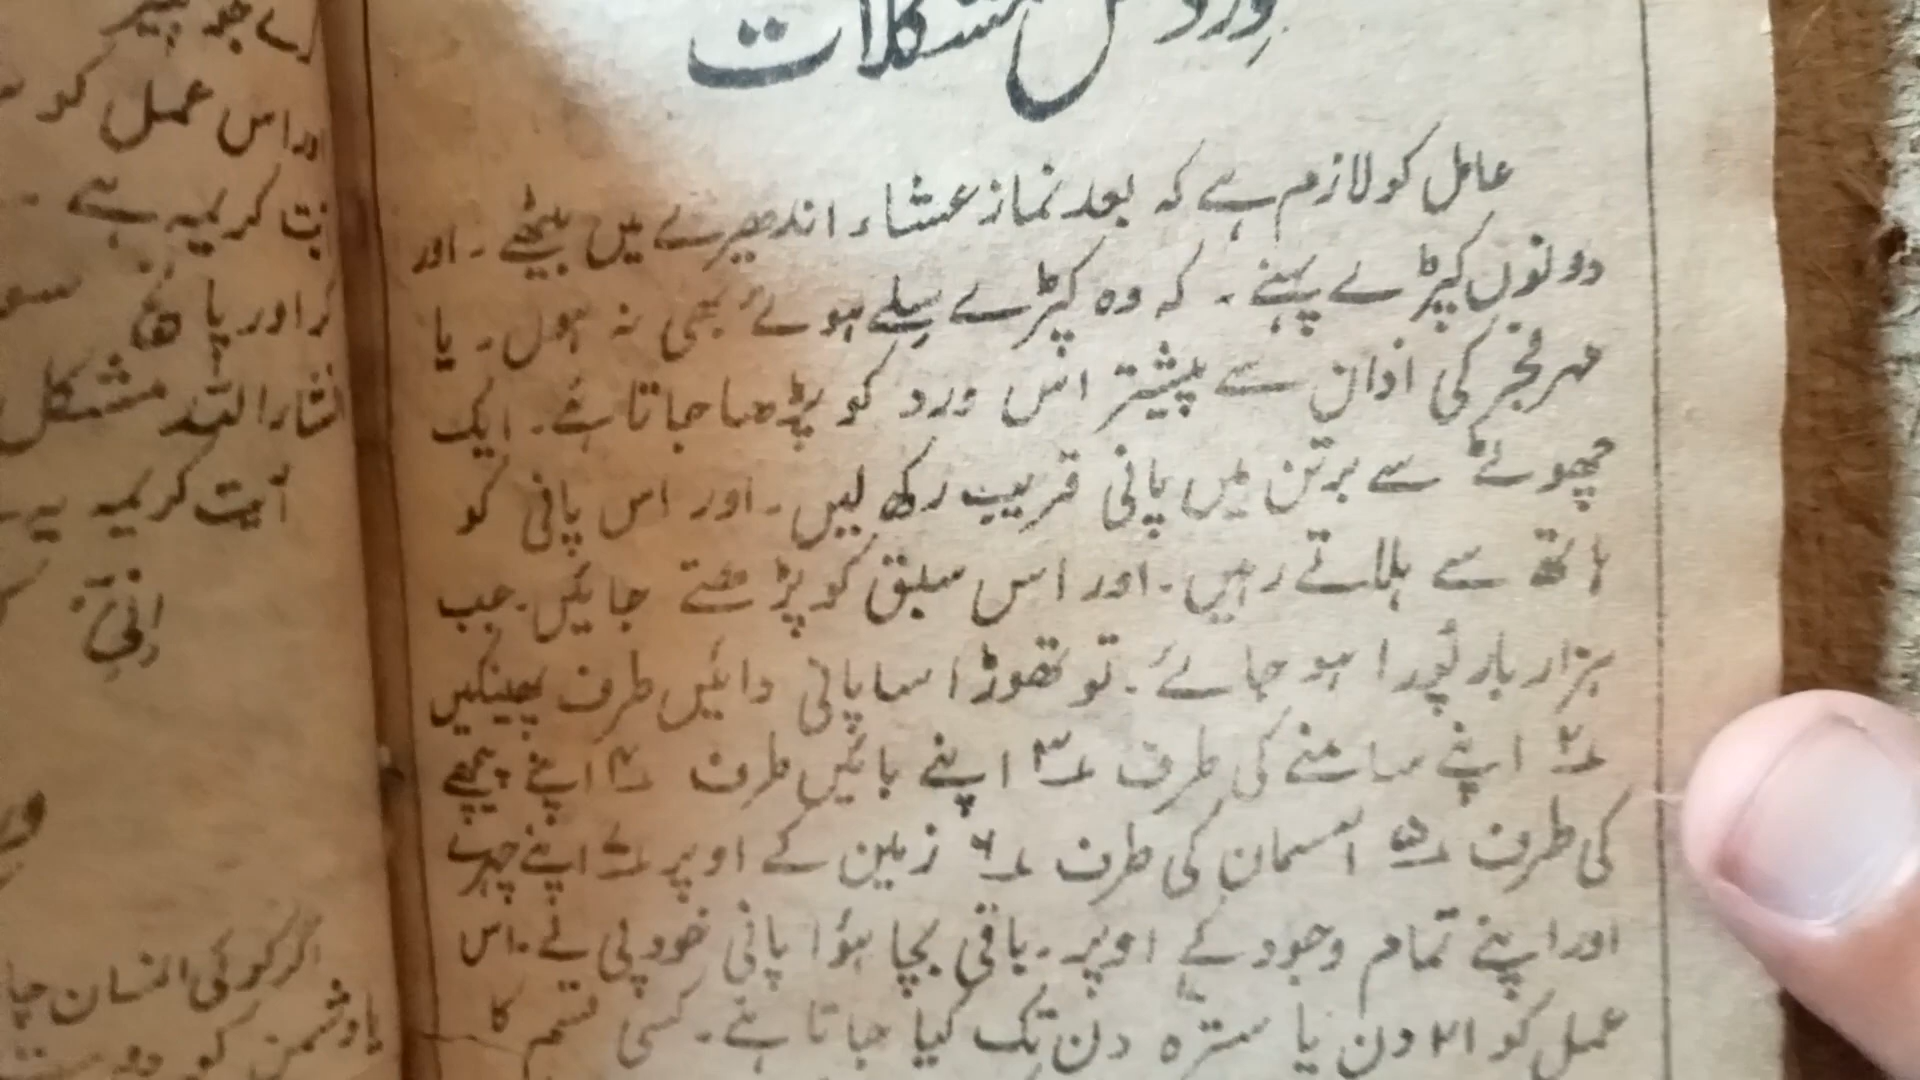 ورد حل مشکلات
عامل کو لازم ہے کہ بعد نماز عشاء اندھیرے میں بیٹھے۔ اور
دونوں کپڑے پہنے۔ کہ وہ کپڑے سِلے ہوئے بھی نہ ہوں۔ یا
پھر فجر کی اذان سے پیشتر اس ورد کو پڑھا جاتا ہے۔ ایک
چھوٹے سے برتن میں پانی قریب رکھ لیں۔ اور اس پانی کو
ہاتھ سے ہلاتے رہیں۔ اور اس سبق کو پڑھتے جائیں۔ جب
ہزار بار پُورا ہو جائے۔ تو تھوڑا سا پانی دائیں طرف پھینکیں
۲ اپنے سامنے کی طرف ۳ اپنے بائیں طرف ۴ اپنے پیچھے
کی طرف ۵ آسمان کی طرف ۶ زمین کے اوپر ۷ اپنے چہرے
اور اپنے تمام وجود کے اوپر۔ باقی بچا ہؤا پانی خود پی لے۔ اس
عمل کو ۲۱ دن یا سترہ دن تک کیا جاتا ہے۔ کسی قسم کا
اور اس عمل کو
کریمہ ہے۔
اور پانچ سو
مشکل
آیت کریمہ یہ ہے
اِنِّی
اگر کوئی انسان
یا دشمن کو دوست